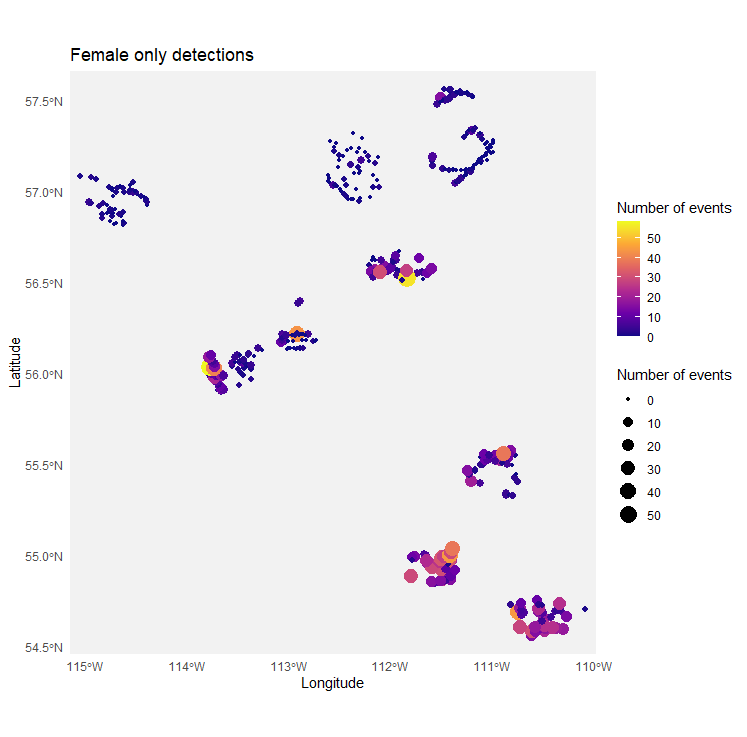 Female only detections
57.5°N
57.0°N
56.5°N
56.0°N
55.5°N
55.0°N
54.5°N
Latitude
115°W 114°W 113°W 112°W 111°W 110°W
Longitude
Number of events
50
40
30
20
10
0
Number of events
0
10
20
30
40
50